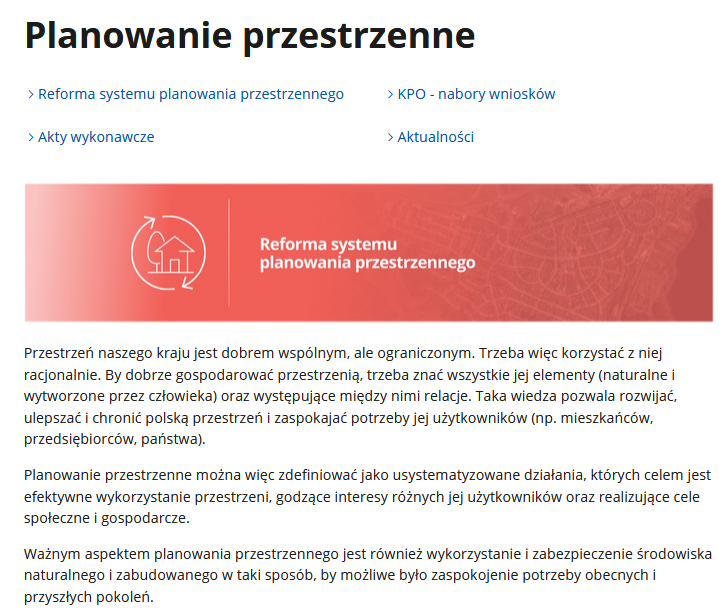 Planowanie przestrzenne
Reforma systemu planowania przestrzennego
KPO - nabory wniosków
Akty wykonawcze
Aktualności
Reforma systemu
planowania przestrzennego
Przestrzeń naszego kraju jest dobrem wspólnym, ale ograniczonym. Trzeba więc korzystać z niej
racjonalnie. By dobrze gospodarować przestrzenią, trzeba znać wszystkie jej elementy (naturalne i
wytworzone przez człowieka) oraz występujące między nimi relacje. Taka wiedza pozwala rozwijać,
ulepszać i chronić polską przestrzeń i zaspokajać potrzeby jej użytkowników (np. mieszkańców,
przedsiębiorców, państwa).
Planowanie przestrzenne można więc zdefiniować jako usystematyzowane działania, których celem jest
efektywne wykorzystanie przestrzeni, godzące interesy różnych jej użytkowników oraz realizujące cele
społeczne i gospodarcze.
Ważnym aspektem planowania przestrzennego jest również wykorzystanie i zabezpieczenie środowiska
naturalnego i zabudowanego w taki sposób, by możliwe było zaspokojenie potrzeby obecnych i
przyszłych pokoleń.